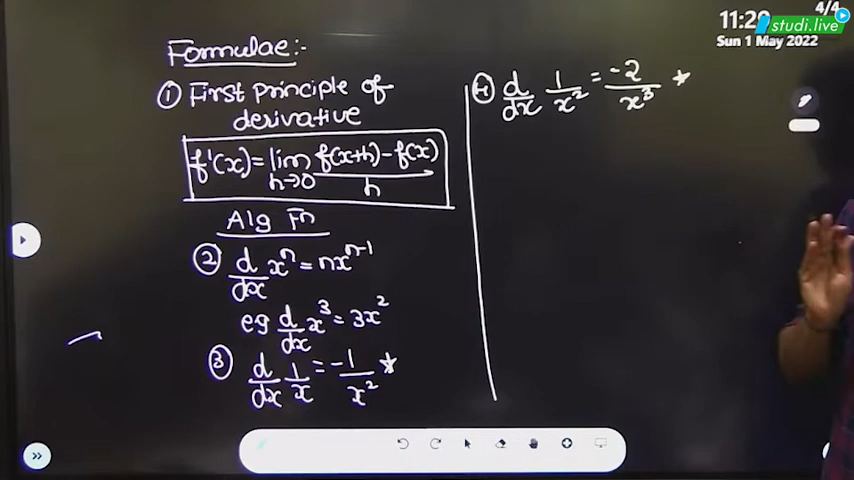 Formulae:-
① First principle of
derivative
f'(x) = lim h→0 f(x+h) - f(x) / h
Alg Fn
② d/dx xⁿ = nxⁿ⁻¹
eg d/dx x³ = 3x²
③ d/dx 1/x = -1/x² *
④ d/dx 1/x² = -2/x³ *
11:20
Sun 1 May 2022
4/4
studi.live